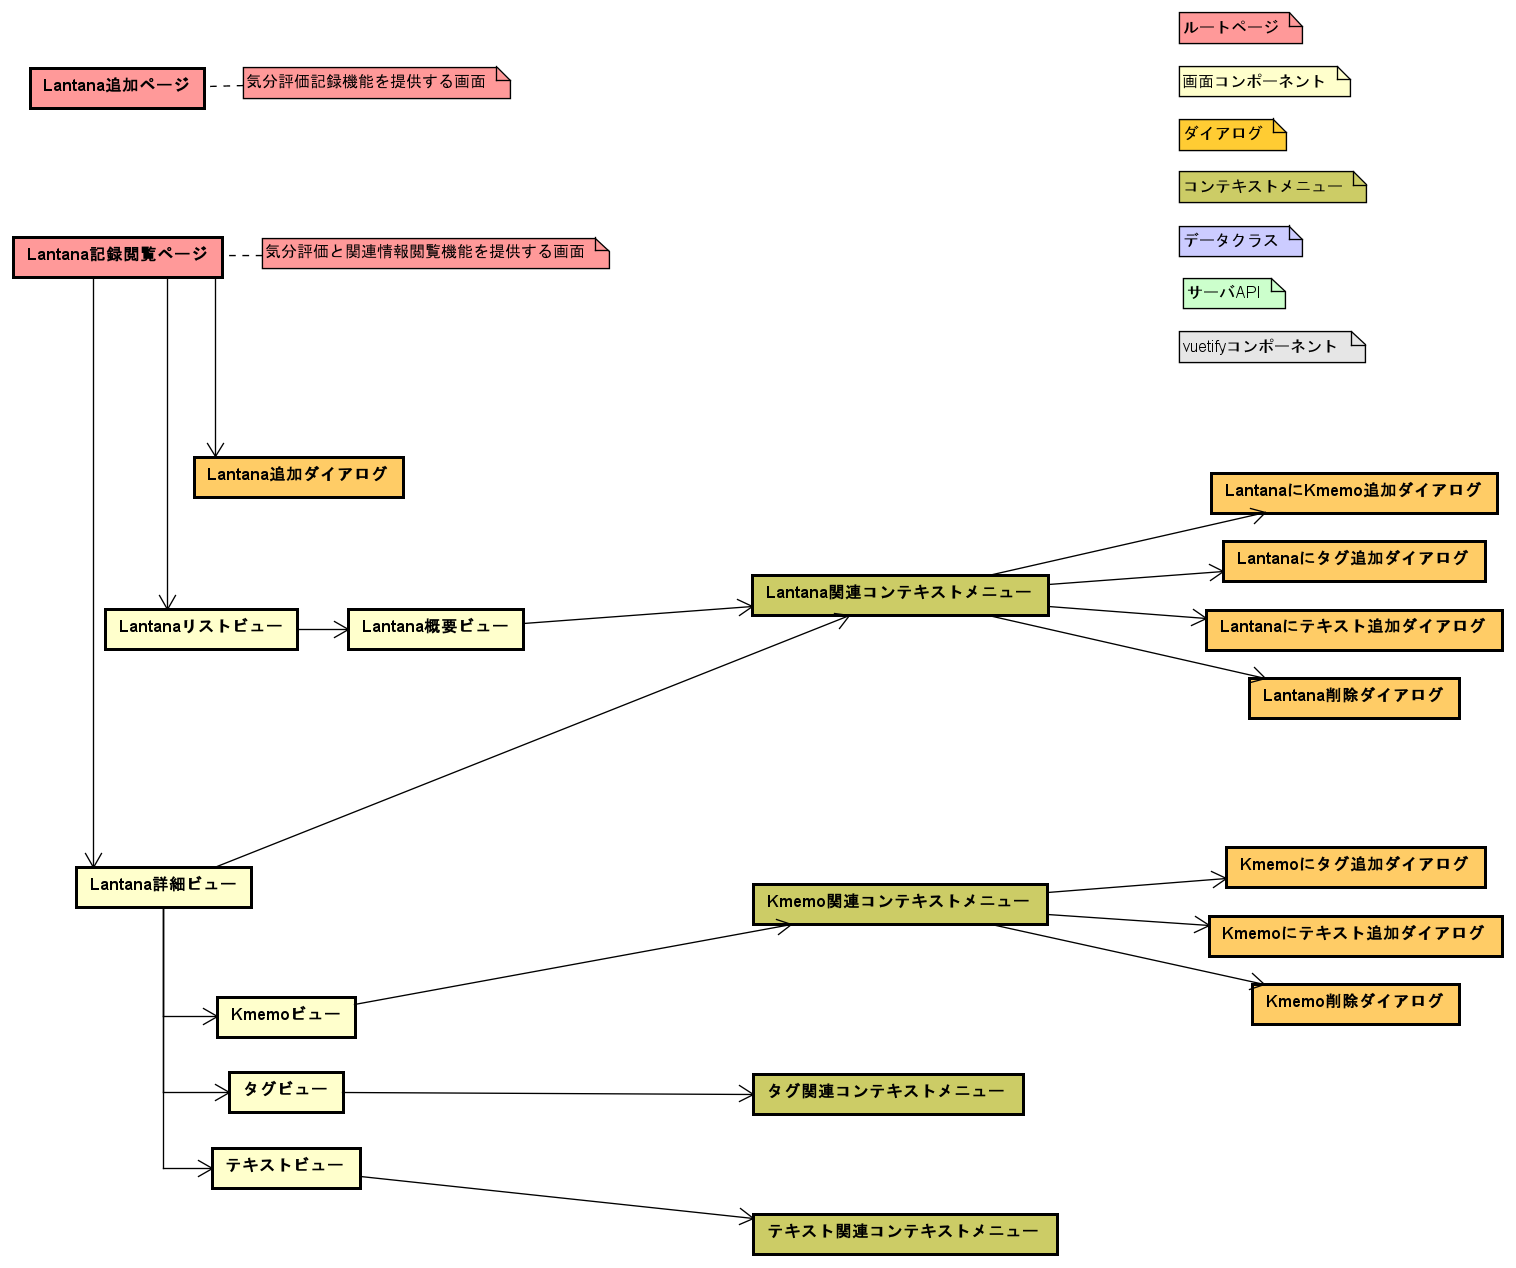 ルートページ
Lantana追加ページ
気分評価記録機能を提供する画面
画面コンポーネント
ダイアログ
コンテキストメニュー
データクラス
Lantana記録閲覧ページ
気分評価と関連情報閲覧機能を提供する画面
サーバAPI
vuetifyコンポーネント
Lantana追加ダイアログ
LantanaにKmemo追加ダイアログ
Lantanaにタグ追加ダイアログ
Lantana関連コンテキストメニュー
Lantanaリストビュー
Lantana概要ビュー
Lantanaにテキスト追加ダイアログ
Lantana削除ダイアログ
Kmemoにタグ追加ダイアログ
Lantana詳細ビュー
Kmemo関連コンテキストメニュー
Kmemoにテキスト追加ダイアログ
Kmemo削除ダイアログ
Kmemoビュー
タグビュー
タグ関連コンテキストメニュー
テキストビュー
テキスト関連コンテキストメニュー